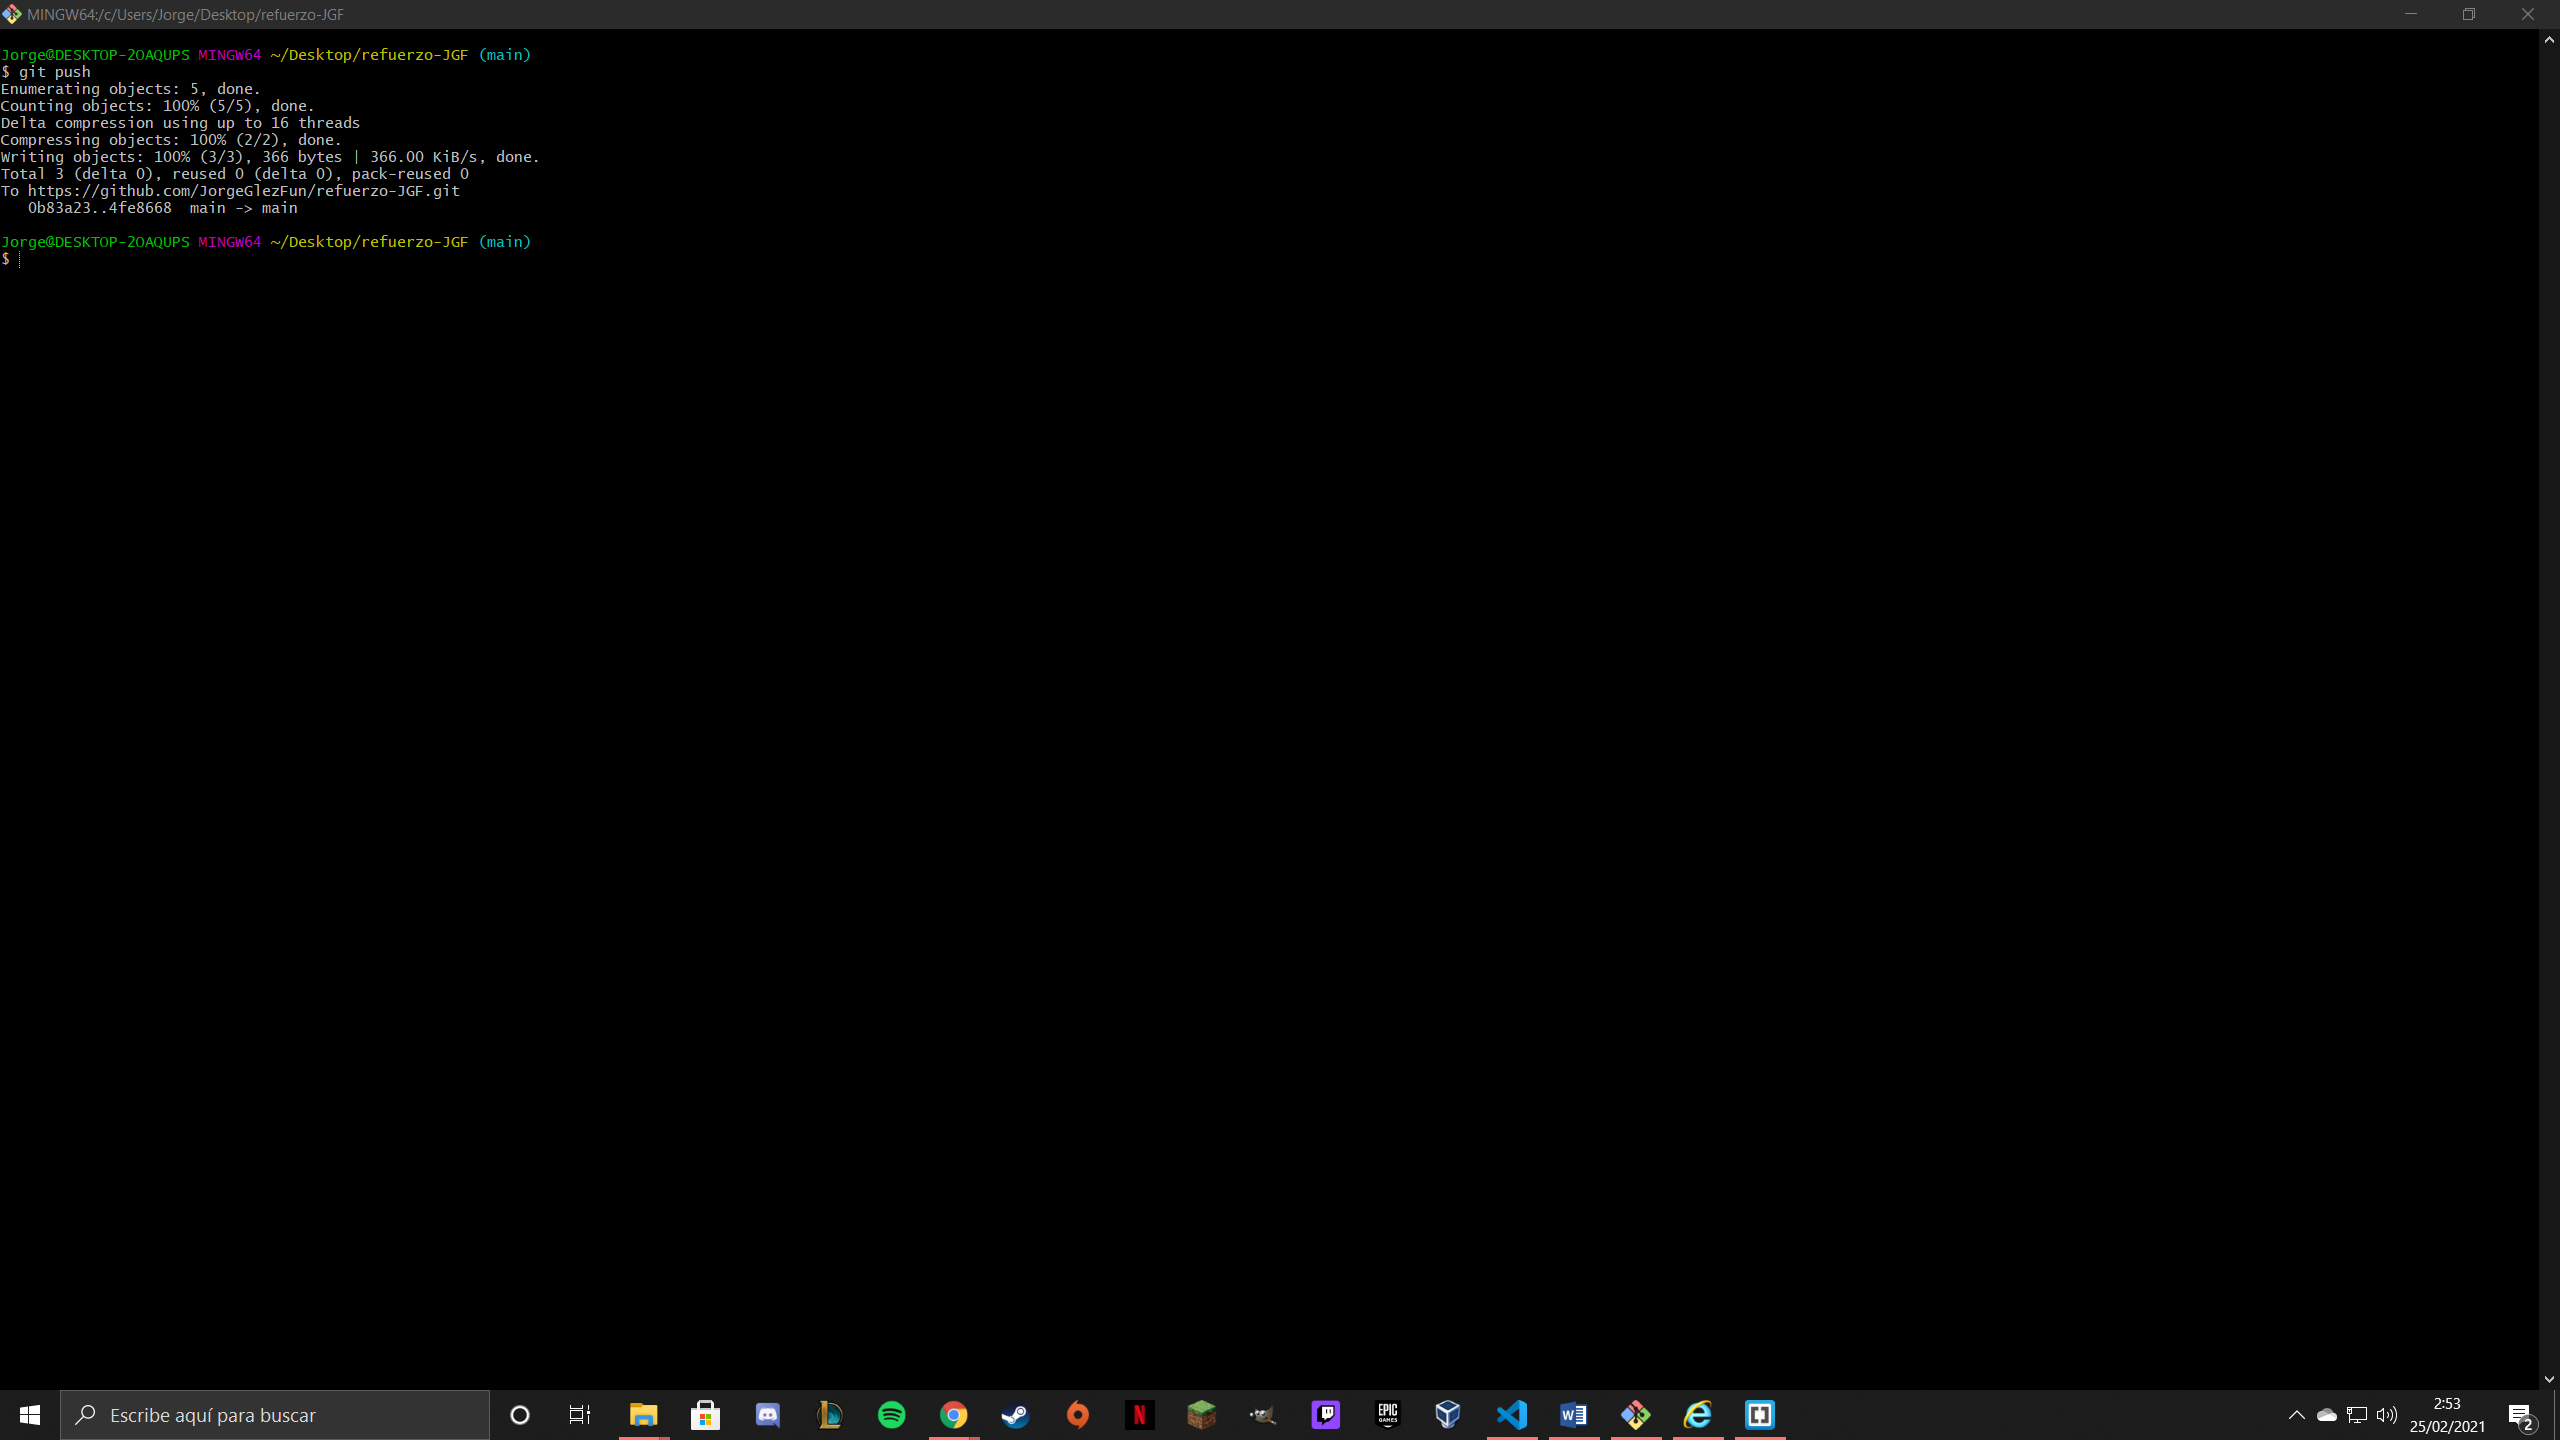 MINGW64:/c/Users/Jorge/Desktop/refuerzo-JGF
Jorge@DESKTOP-2OAQUPS MINGW64 ~/Desktop/refuerzo-JGF (main)
$ git push
Enumerating objects: 5, done.
Counting objects: 100% (5/5), done.
Delta compression using up to 16 threads
Compressing objects: 100% (2/2), done.
Writing objects: 100% (3/3), 366 bytes | 366.00 KiB/s, done.
Total 3 (delta 0), reused 0 (delta 0), pack-reused 0
To https://github.com/JorgeGlezFun/refuerzo-JGF.git
   0b83a23..4fe8668  main -> main
Jorge@DESKTOP-2OAQUPS MINGW64 ~/Desktop/refuerzo-JGF (main)
$
Escribe aquí para buscar
N
EPIC GAMES
W
2:53
25/02/2021
2